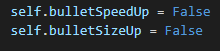 self.bulletSpeedUp = False
self.bulletSizeUp = False